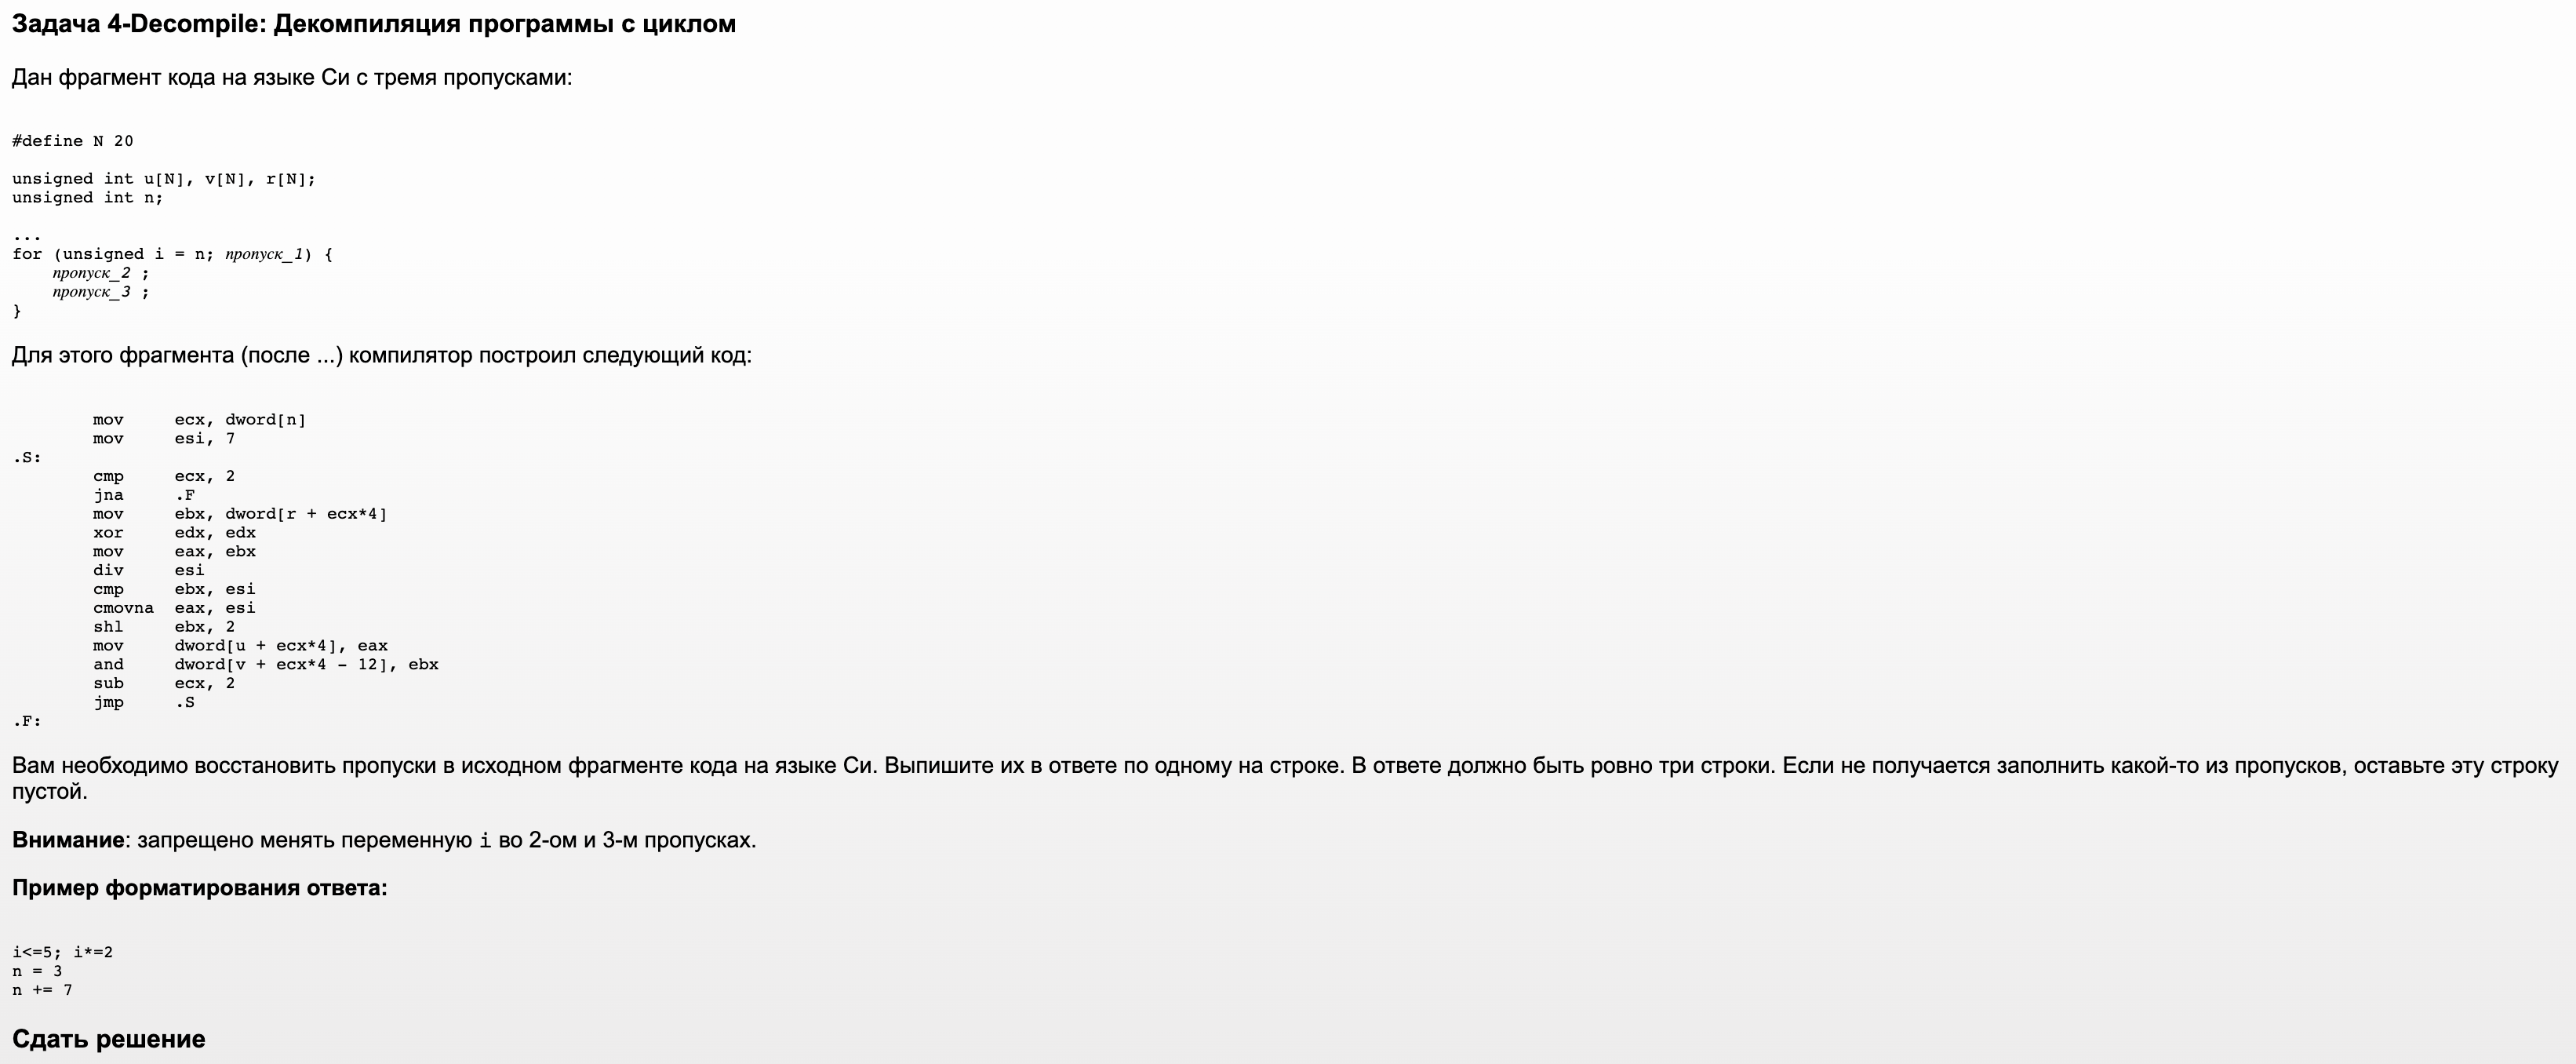 Задача 4-Decompile: Декомпиляция программы с циклом
Дан фрагмент кода на языке Си с тремя пропусками:
#define N 20
unsigned int u[N], v[N], r[N];
unsigned int n;
...
for (unsigned i = n; пропуск_1) {
    пропуск_2 ;
    пропуск_3 ;
}
Для этого фрагмента (после ...) компилятор построил следующий код:
        mov     ecx, dword[n]
        mov     esi, 7
.S:
        cmp     ecx, 2
        jna     .F
        mov     ebx, dword[r + ecx*4]
        xor     edx, edx
        mov     eax, ebx
        div     esi
        cmp     ebx, esi
        cmovna  eax, esi
        shl     ebx, 2
        mov     dword[u + ecx*4], eax
        and     dword[v + ecx*4 - 12], ebx
        sub     ecx, 2
        jmp     .S
.F:
Вам необходимо восстановить пропуски в исходном фрагменте кода на языке Си. Выпишите их в ответе по одному на строке. В ответе должно быть ровно три строки. Если не получается заполнить какой-то из пропусков, оставьте эту строку
пустой.
Внимание: запрещено менять переменную i во 2-ом и 3-м пропусках.
Пример форматирования ответа:
i<=5; i*=2
n = 3
n += 7
Сдать решение